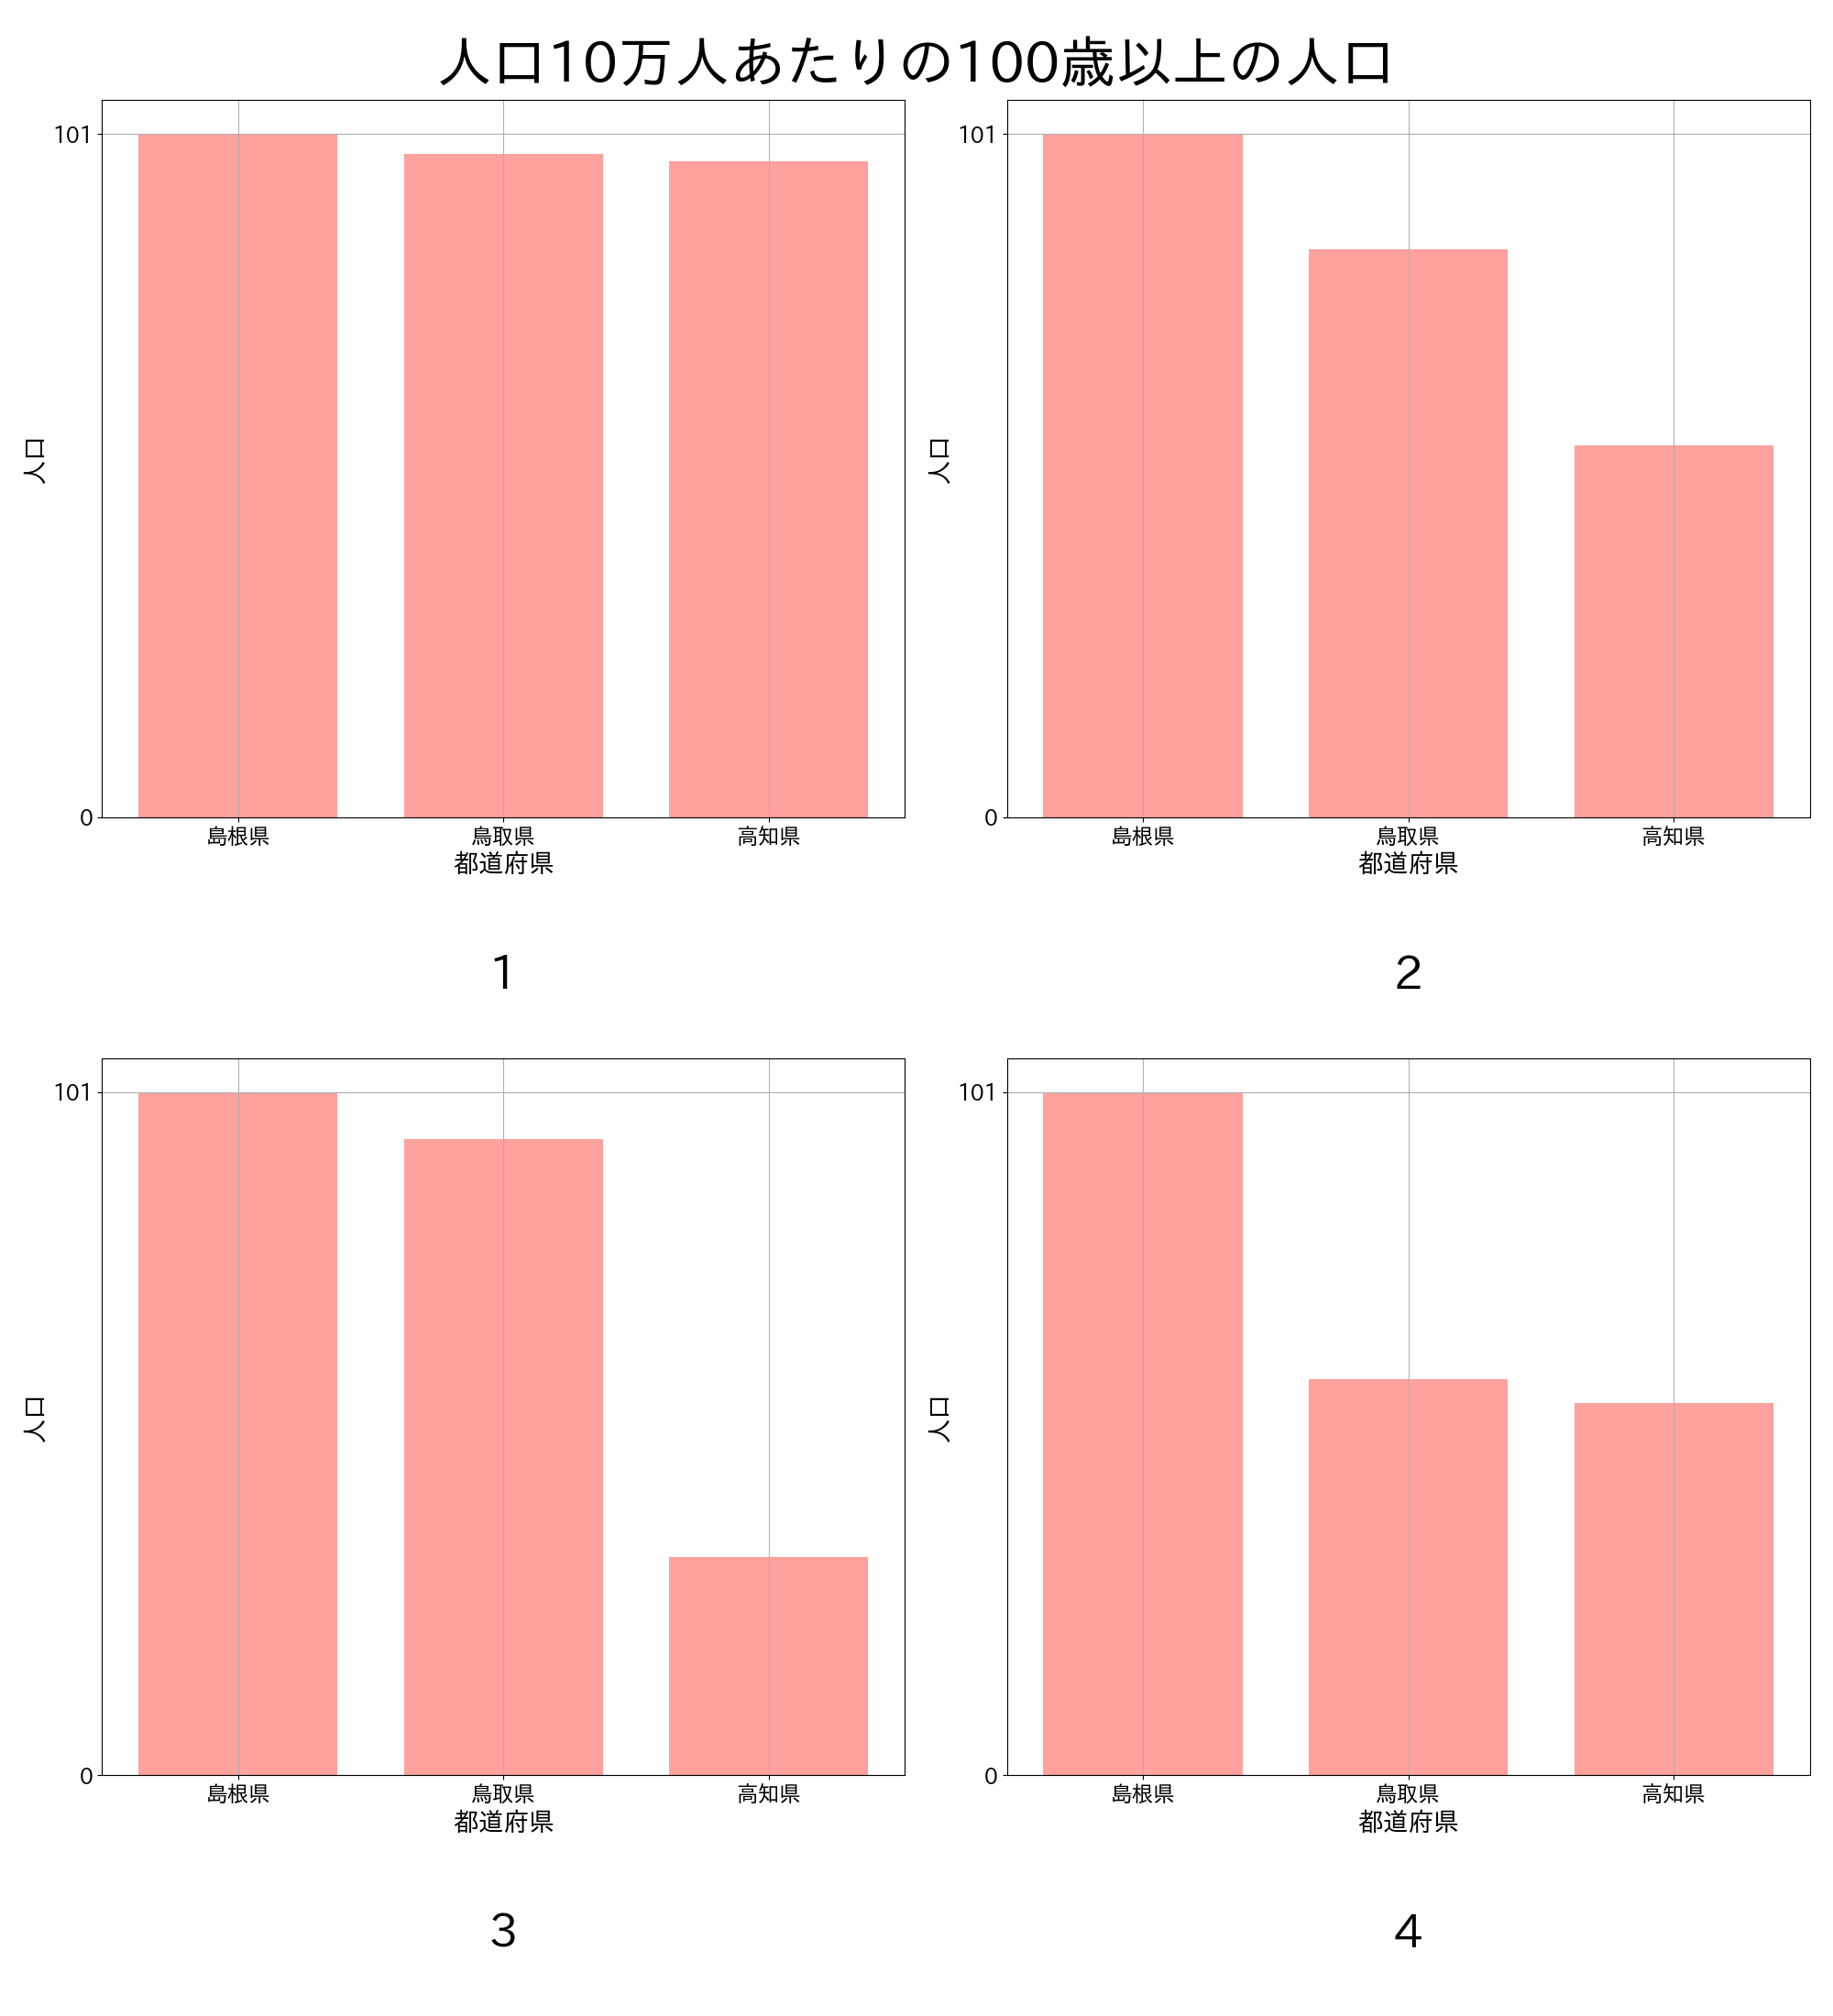 人口10万人あたりの100歳以上の人口
101
人口
0
島根県 鳥取県 高知県
都道府県
1
101
人口
0
島根県 鳥取県 高知県
都道府県
2
101
人口
0
島根県 鳥取県 高知県
都道府県
3
101
人口
0
島根県 鳥取県 高知県
都道府県
4